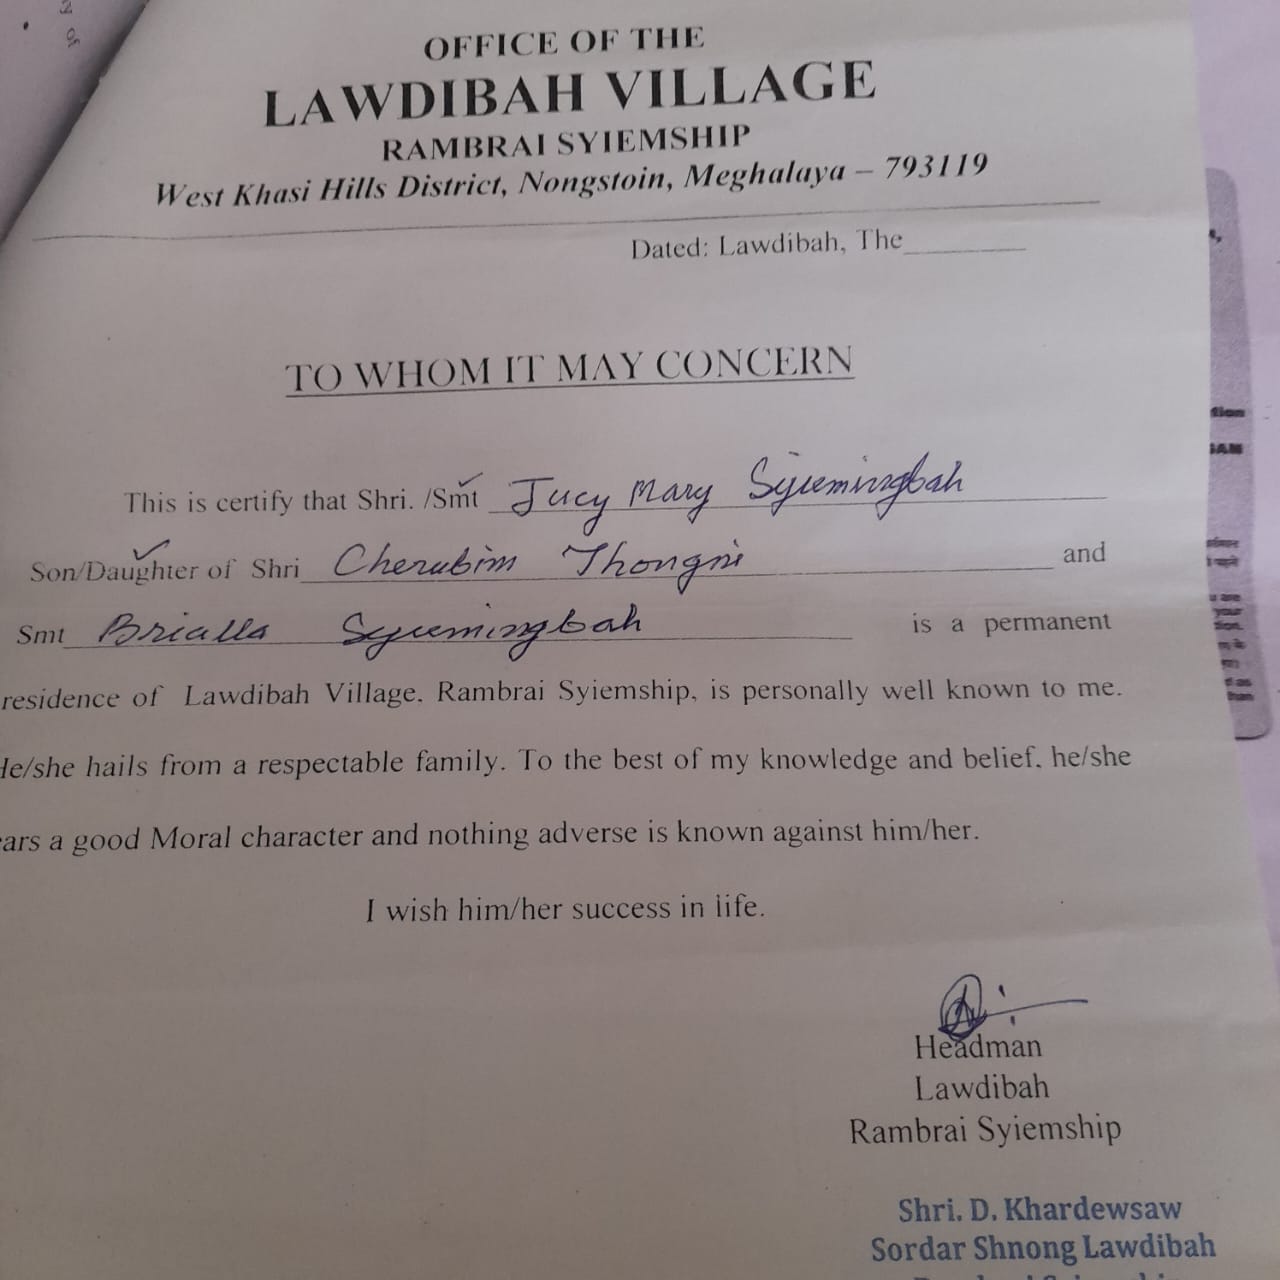 OFFICE OF THE
LAWDIBAH VILLAGE
RAMBRAI SYIEMSHIP
West Khasi Hills District, Nongstoin, Meghalaya – 793119
Dated: Lawdibah, The________
TO WHOM IT MAY CONCERN
This is certify that Shri. /Smt Jucy Mary Syiemingbah
Son/Daughter of Shri Cherubim Thongni and
Smt Brialla Syiemingbah is a permanent
residence of Lawdibah Village. Rambrai Syiemship, is personally well known to me.
He/she hails from a respectable family. To the best of my knowledge and belief, he/she
ears a good Moral character and nothing adverse is known against him/her.
I wish him/her success in life.
Headman
Lawdibah
Rambrai Syiemship
Shri. D. Khardewsaw
Sordar Shnong Lawdibah